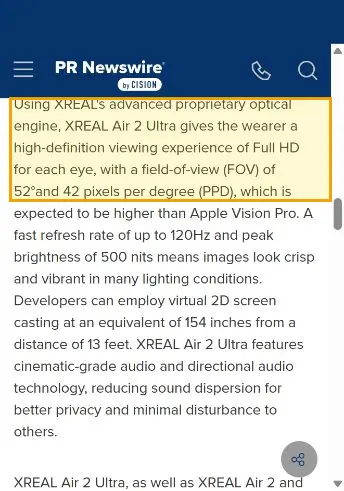 PR Newswire®
by CISION
Using XREAL's advanced proprietary optical
engine, XREAL Air 2 Ultra gives the wearer a
high-definition viewing experience of Full HD
for each eye, with a field-of-view (FOV) of
52°and 42 pixels per degree (PPD), which is
expected to be higher than Apple Vision Pro. A
fast refresh rate of up to 120Hz and peak
brightness of 500 nits means images look crisp
and vibrant in many lighting conditions.
Developers can employ virtual 2D screen
casting at an equivalent of 154 inches from a
distance of 13 feet. XREAL Air 2 Ultra features
cinematic-grade audio and directional audio
technology, reducing sound dispersion for
better privacy and minimal disturbance to
others.
XREAL Air 2 Ultra, as well as XREAL Air 2 and